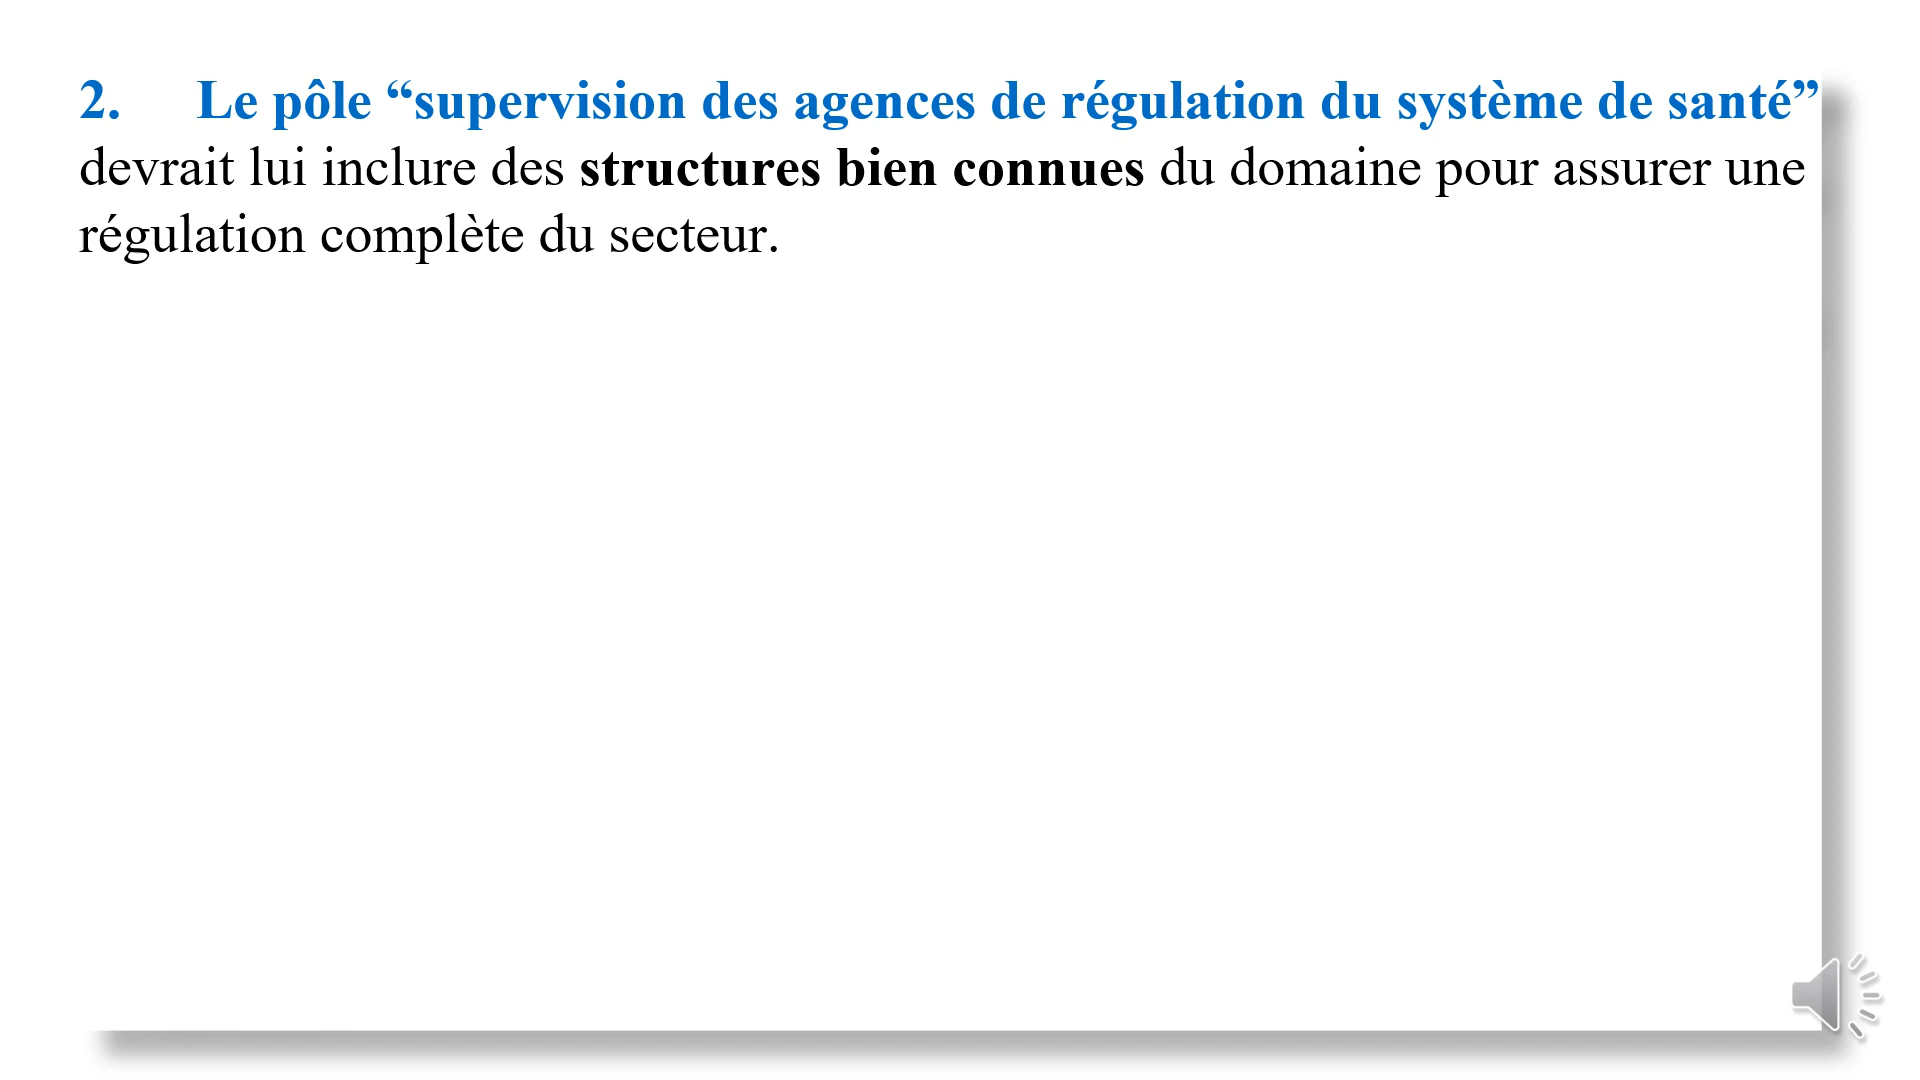 2. Le pôle “supervision des agences de régulation du système de santé”
devrait lui inclure des structures bien connues du domaine pour assurer une
régulation complète du secteur.